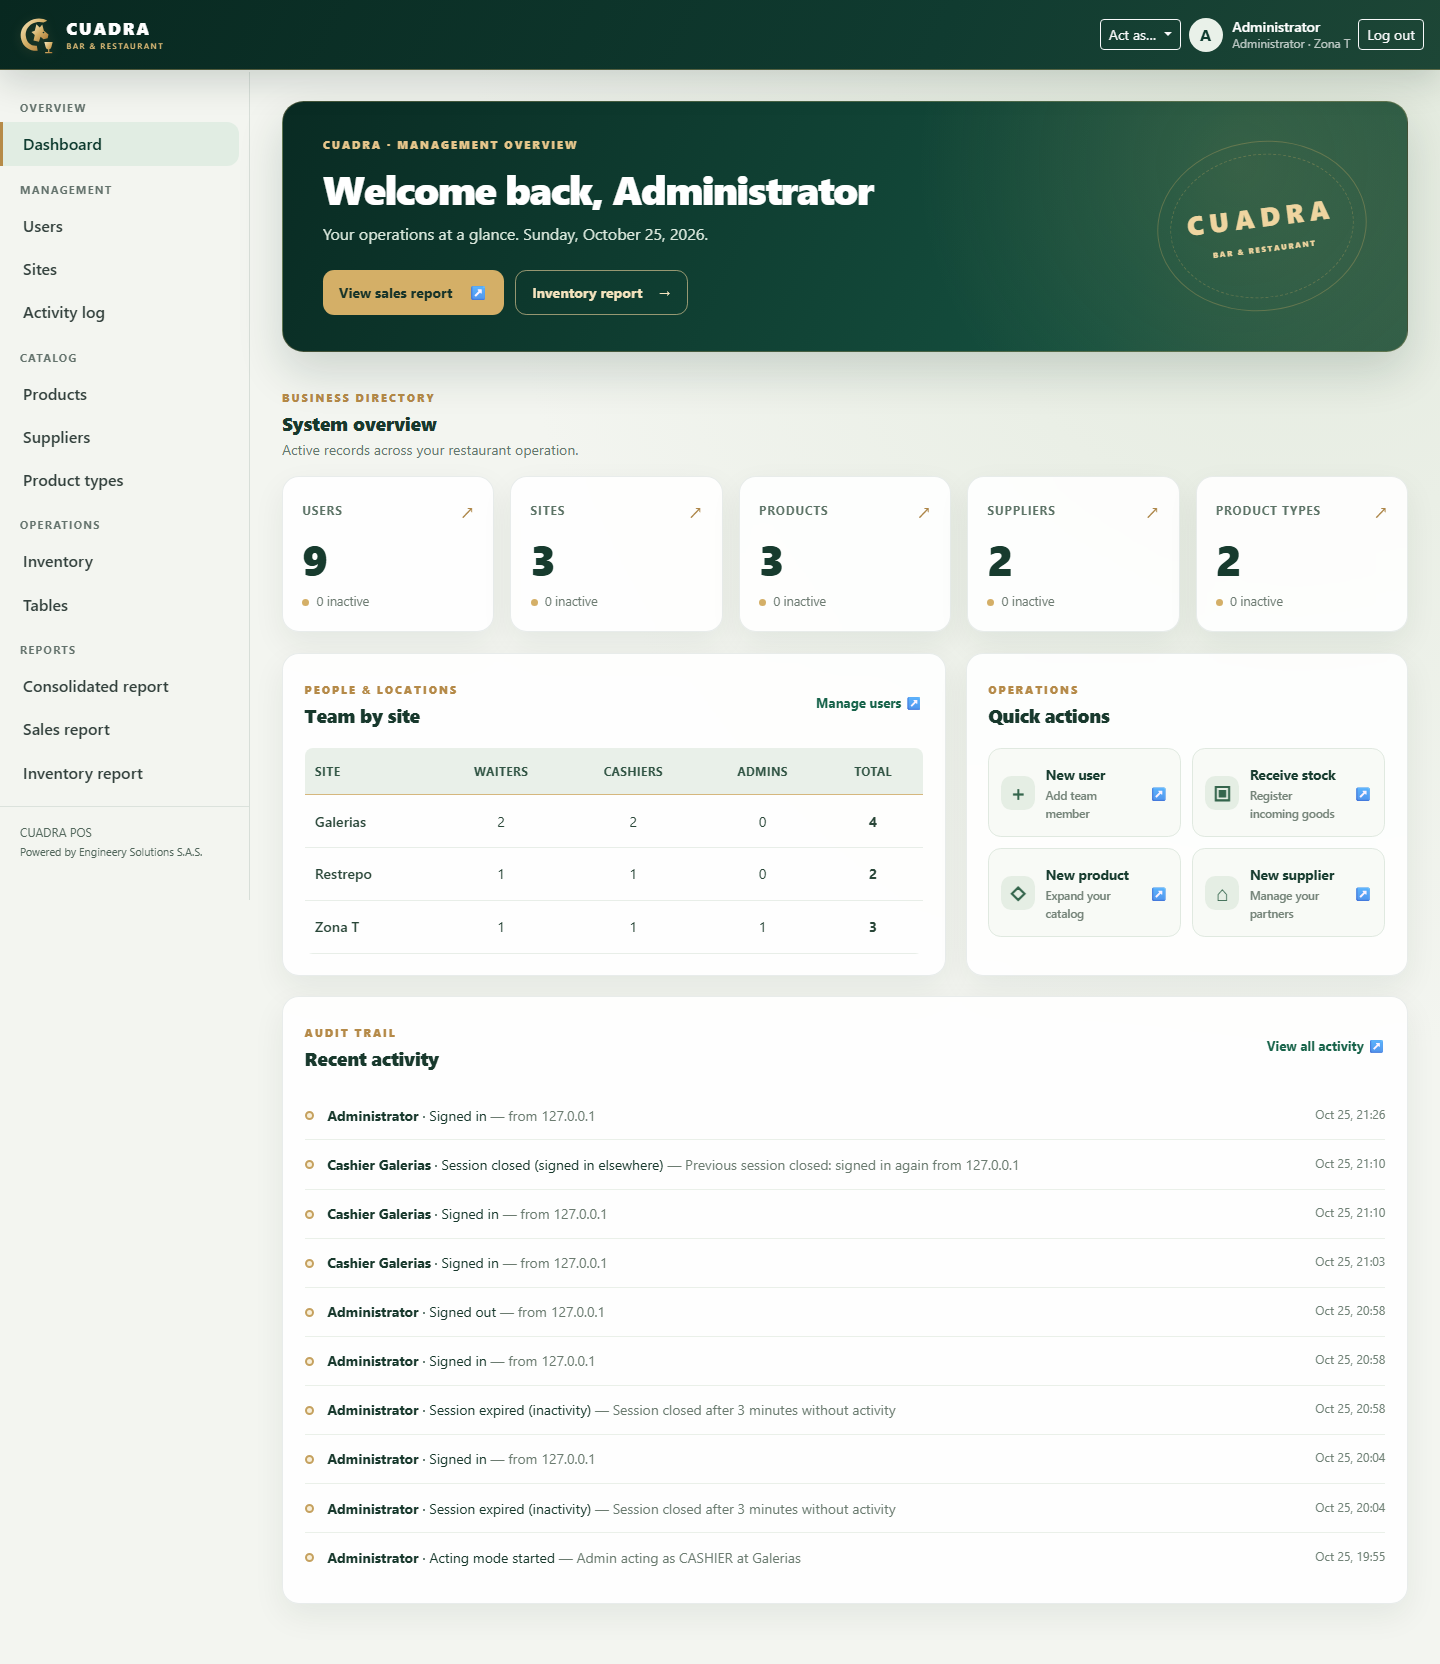 CUADRA
BAR & RESTAURANT
Act as...
A
Administrator
Administrator · Zona T
Log out
OVERVIEW
Dashboard
MANAGEMENT
Users
Sites
Activity log
CATALOG
Products
Suppliers
Product types
OPERATIONS
Inventory
Tables
REPORTS
Consolidated report
Sales report
Inventory report
CUADRA POS
Powered by Engineery Solutions S.A.S.
CUADRA · MANAGEMENT OVERVIEW
Welcome back, Administrator
Your operations at a glance. Sunday, October 25, 2026.
View sales report ↗
Inventory report →
CUADRA
BAR & RESTAURANT
BUSINESS DIRECTORY
System overview
Active records across your restaurant operation.
USERS ↗
9
0 inactive
SITES ↗
3
0 inactive
PRODUCTS ↗
3
0 inactive
SUPPLIERS ↗
2
0 inactive
PRODUCT TYPES ↗
2
0 inactive
PEOPLE & LOCATIONS
Team by site
Manage users ↗
SITE WAITERS CASHIERS ADMINS TOTAL
Galerias 2 2 0 4
Restrepo 1 1 0 2
Zona T 1 1 1 3
OPERATIONS
Quick actions
New user
Add team
member
Receive stock
Register
incoming goods
New product
Expand your
catalog
New supplier
Manage your
partners
AUDIT TRAIL
Recent activity
View all activity ↗
Administrator · Signed in — from 127.0.0.1 Oct 25, 21:26
Cashier Galerias · Session closed (signed in elsewhere) — Previous session closed: signed in again from 127.0.0.1 Oct 25, 21:10
Cashier Galerias · Signed in — from 127.0.0.1 Oct 25, 21:10
Cashier Galerias · Signed in — from 127.0.0.1 Oct 25, 21:03
Administrator · Signed out — from 127.0.0.1 Oct 25, 20:58
Administrator · Signed in — from 127.0.0.1 Oct 25, 20:58
Administrator · Session expired (inactivity) — Session closed after 3 minutes without activity Oct 25, 20:58
Administrator · Signed in — from 127.0.0.1 Oct 25, 20:04
Administrator · Session expired (inactivity) — Session closed after 3 minutes without activity Oct 25, 20:04
Administrator · Acting mode started — Admin acting as CASHIER at Galerias Oct 25, 19:55